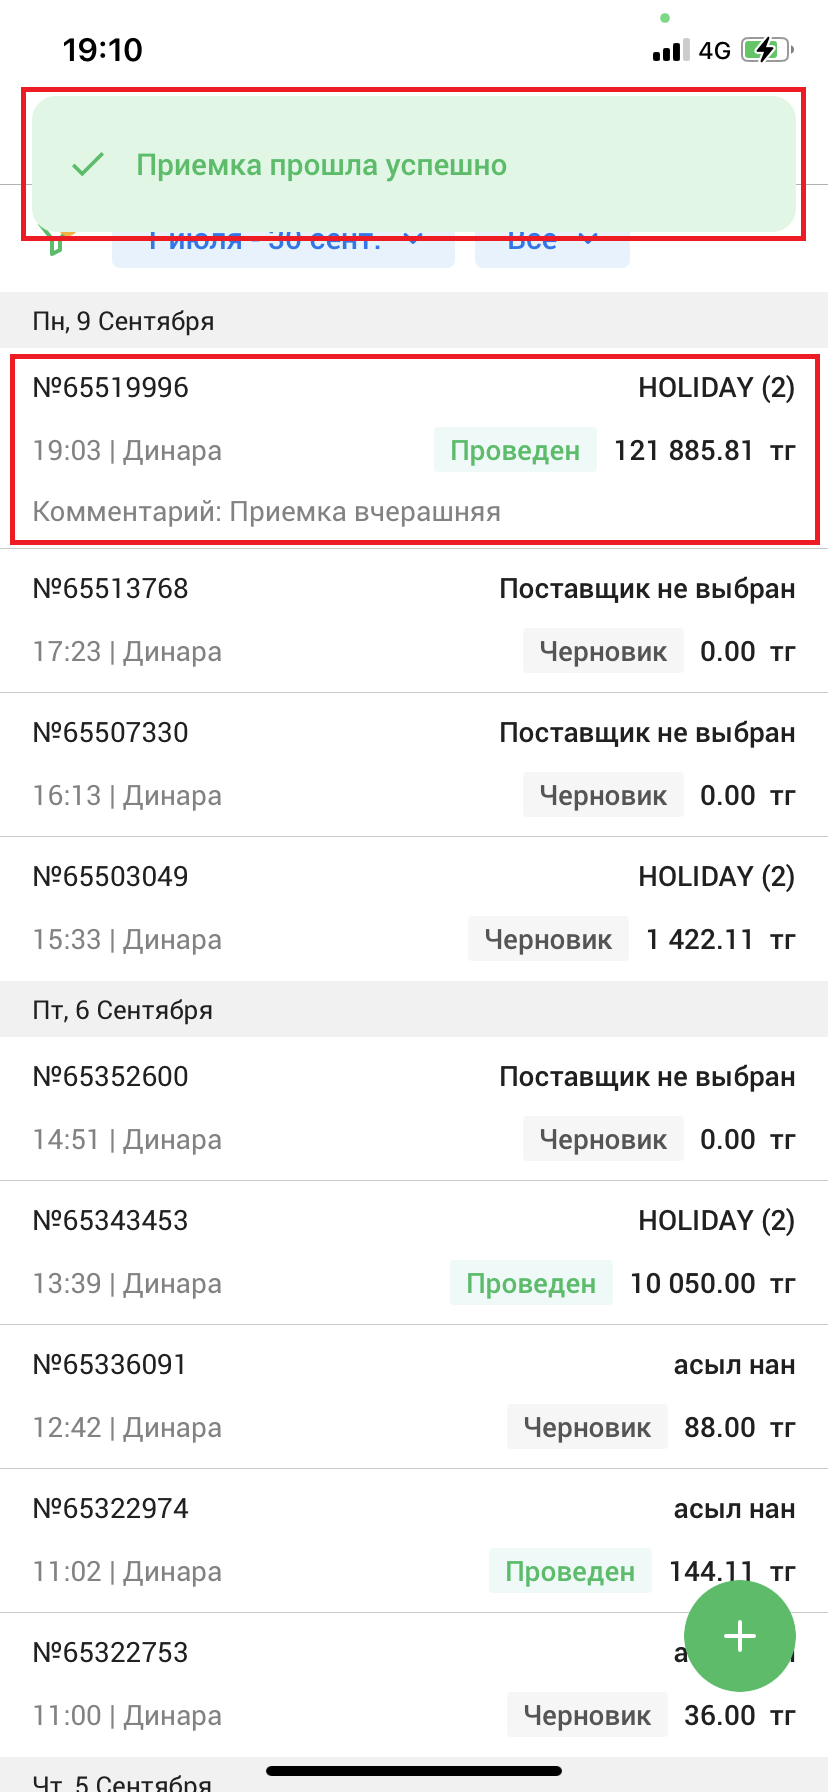 19:10
4G
Приемка прошла успешно
1 июля - 30 сент.
Все
Пн, 9 Сентября
№65519996
HOLIDAY (2)
19:03 | Динара
Проведен
121 885.81 тг
Комментарий: Приемка вчерашняя
№65513768
Поставщик не выбран
17:23 | Динара
Черновик
0.00 тг
№65507330
Поставщик не выбран
16:13 | Динара
Черновик
0.00 тг
№65503049
HOLIDAY (2)
15:33 | Динара
Черновик
1 422.11 тг
Пт, 6 Сентября
№65352600
Поставщик не выбран
14:51 | Динара
Черновик
0.00 тг
№65343453
HOLIDAY (2)
13:39 | Динара
Проведен
10 050.00 тг
№65336091
асыл нан
12:42 | Динара
Черновик
88.00 тг
№65322974
асыл нан
11:02 | Динара
Проведен
144.11 тг
№65322753
11:00 | Динара
Черновик
36.00 тг
Чт, 5 Сентября